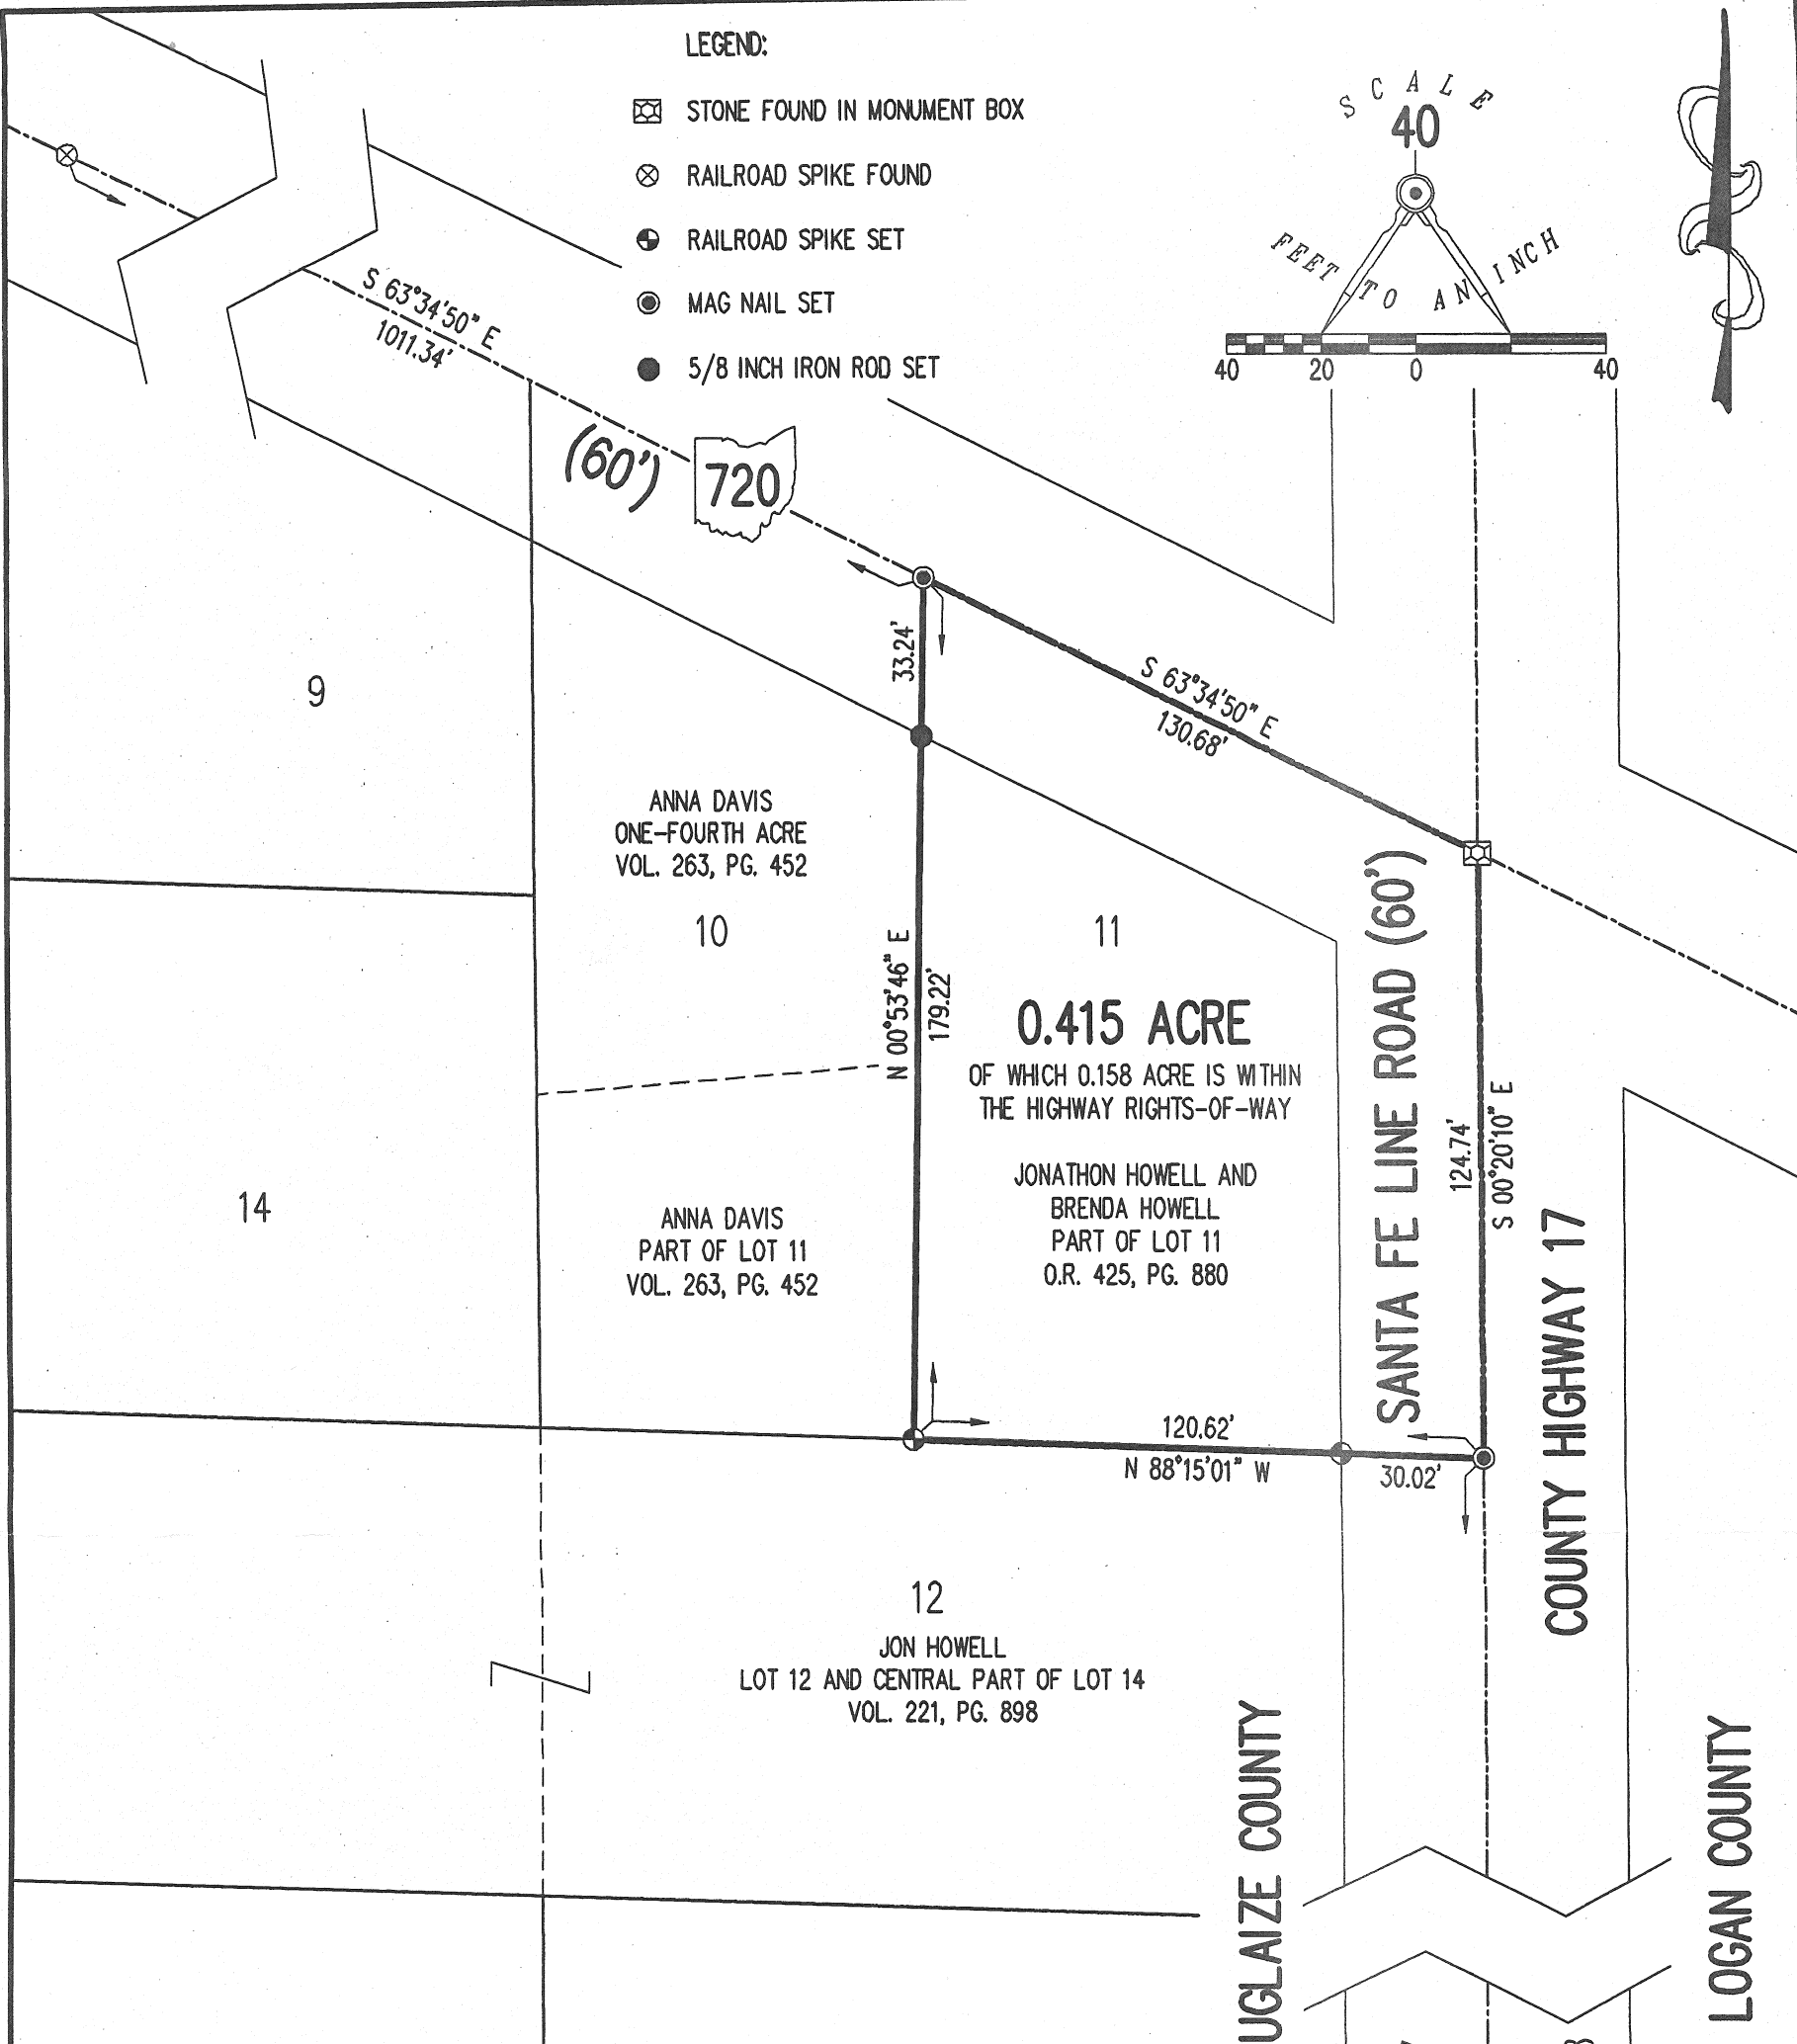 LEGEND:
STONE FOUND IN MONUMENT BOX
RAILROAD SPIKE FOUND
RAILROAD SPIKE SET
MAG NAIL SET
5/8 INCH IRON ROD SET
SCALE
40
FEET TO AN INCH
40 20 0 40
S 63°34'50" E
1011.34'
(60')
720
33.24'
S 63°34'50" E
130.68'
9
ANNA DAVIS
ONE-FOURTH ACRE
VOL. 263, PG. 452
10
11
N 00°53'46" E
179.22'
0.415 ACRE
OF WHICH 0.158 ACRE IS WITHIN
THE HIGHWAY RIGHTS-OF-WAY
JONATHON HOWELL AND
BRENDA HOWELL
PART OF LOT 11
O.R. 425, PG. 880
SANTA FE LINE ROAD (60')
124.74'
S 00°20'10" E
COUNTY HIGHWAY 17
14
ANNA DAVIS
PART OF LOT 11
VOL. 263, PG. 452
120.62'
N 88°15'01" W
30.02'
12
JON HOWELL
LOT 12 AND CENTRAL PART OF LOT 14
VOL. 221, PG. 898
UGLAIZE COUNTY
LOGAN COUNTY